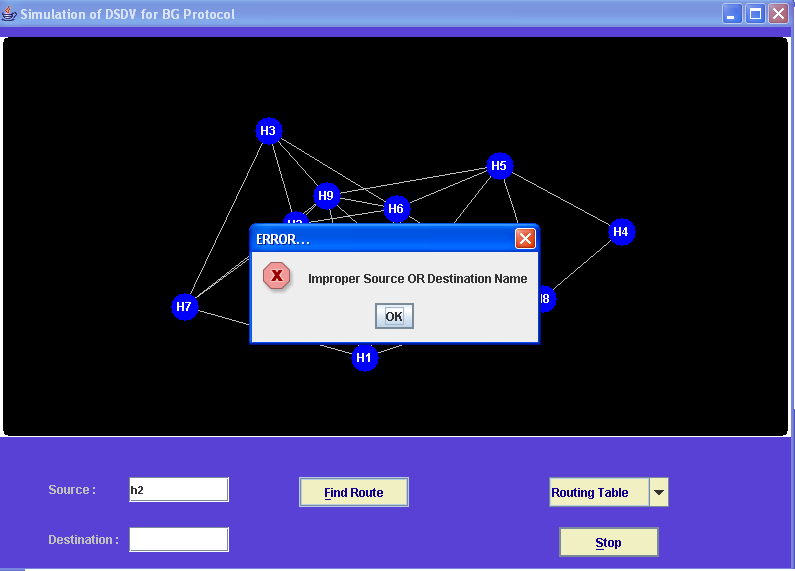 Simulation of DSDV for BG Protocol
H3
H5
H9
H6
H4
ERROR...
Improper Source OR Destination Name
OK
H7
H8
H1
Source :
h2
Find Route
Routing Table
Destination :
Stop